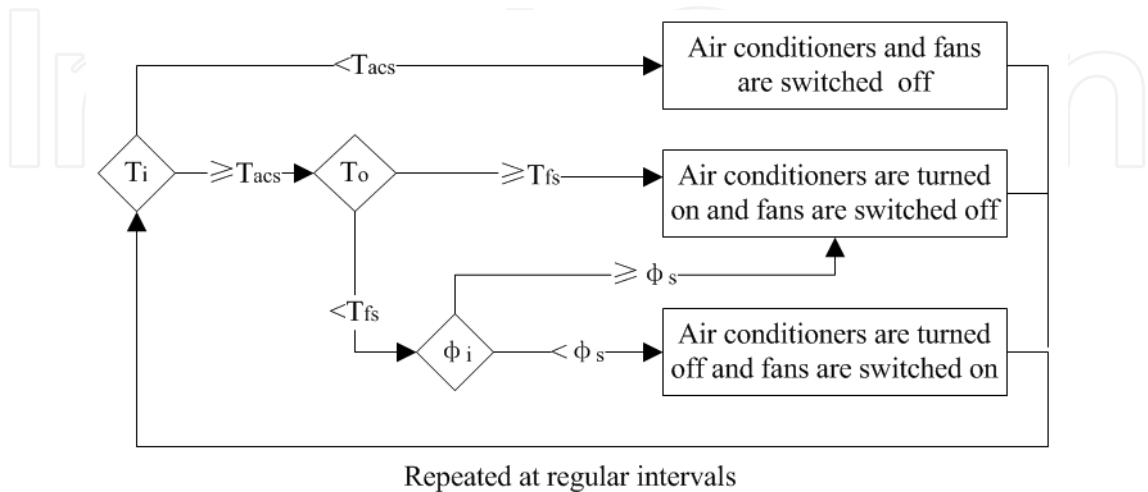 <Tacs
Air conditioners and fans
are switched off
Ti
≥Tacs
To
≥Tfs
Air conditioners are turned
on and fans are switched off
≥ φs
<Tfs
φi
< φs
Air conditioners are turned
off and fans are switched on
Repeated at regular intervals